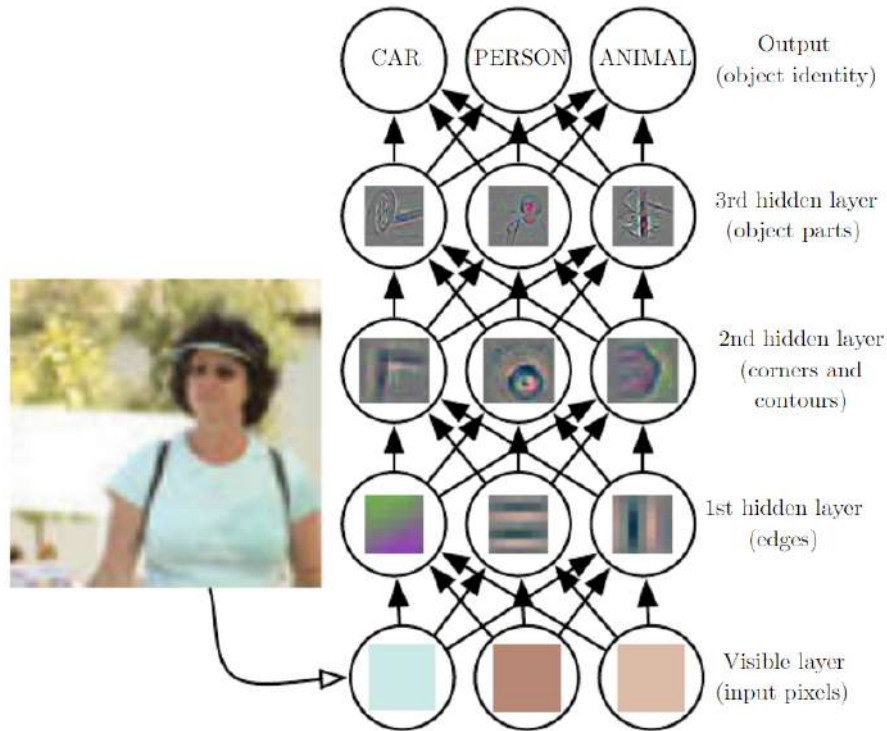 CAR
PERSON
ANIMAL
Output
(object identity)
3rd hidden layer
(object parts)
2nd hidden layer
(corners and
contours)
1st hidden layer
(edges)
Visible layer
(input pixels)